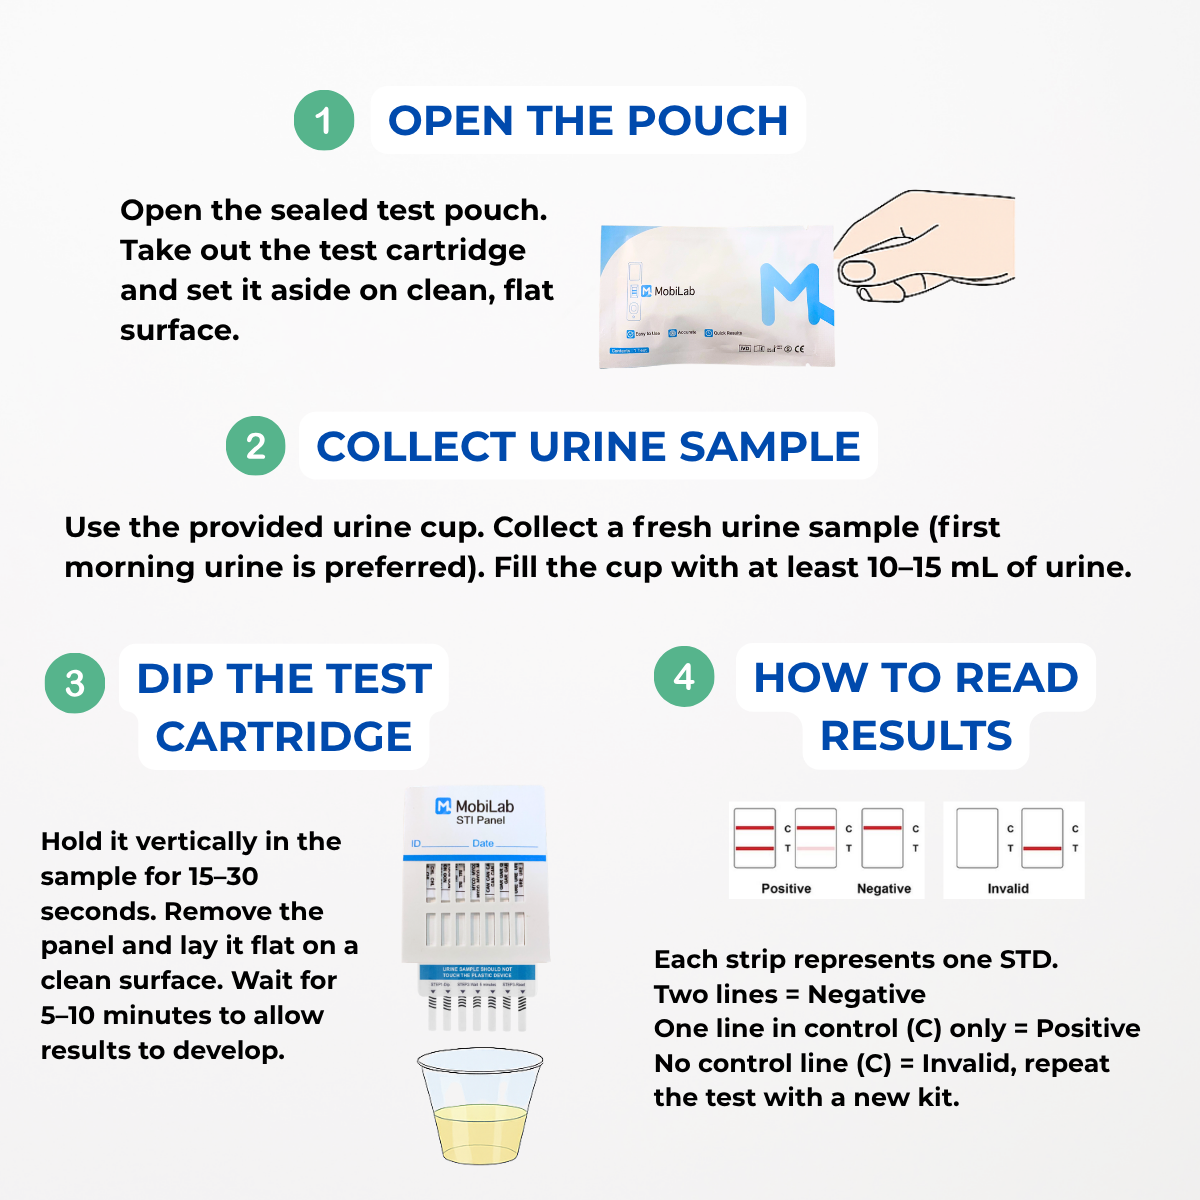 1
OPEN THE POUCH
Open the sealed test pouch.
Take out the test cartridge
and set it aside on clean, flat
surface.
MobiLab
M
Easy to Use
Accurate
Quick Results
IVD
CE
2
COLLECT URINE SAMPLE
Use the provided urine cup. Collect a fresh urine sample (first
morning urine is preferred). Fill the cup with at least 10–15 mL of urine.
3
DIP THE TEST
CARTRIDGE
Hold it vertically in the
sample for 15–30
seconds. Remove the
panel and lay it flat on a
clean surface. Wait for
5–10 minutes to allow
results to develop.
MobiLab
STI Panel
ID Date
URINE SAMPLE SHOULD NOT
TOUCH THE PLASTIC DEVICE
4
HOW TO READ
RESULTS
C C C C C
T T T T T
Positive Negative Invalid
Each strip represents one STD.
Two lines = Negative
One line in control (C) only = Positive
No control line (C) = Invalid, repeat
the test with a new kit.